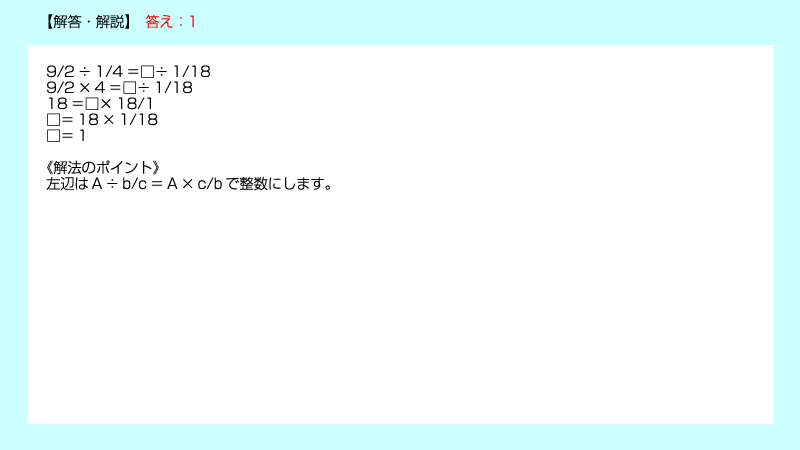 【解答・解説】 答え：1
9/2 ÷ 1/4 =□÷ 1/18
9/2 × 4 =□÷ 1/18
18 =□× 18/1
□= 18 × 1/18
□= 1
《解法のポイント》
左辺は A ÷ b/c = A × c/b で整数にします。